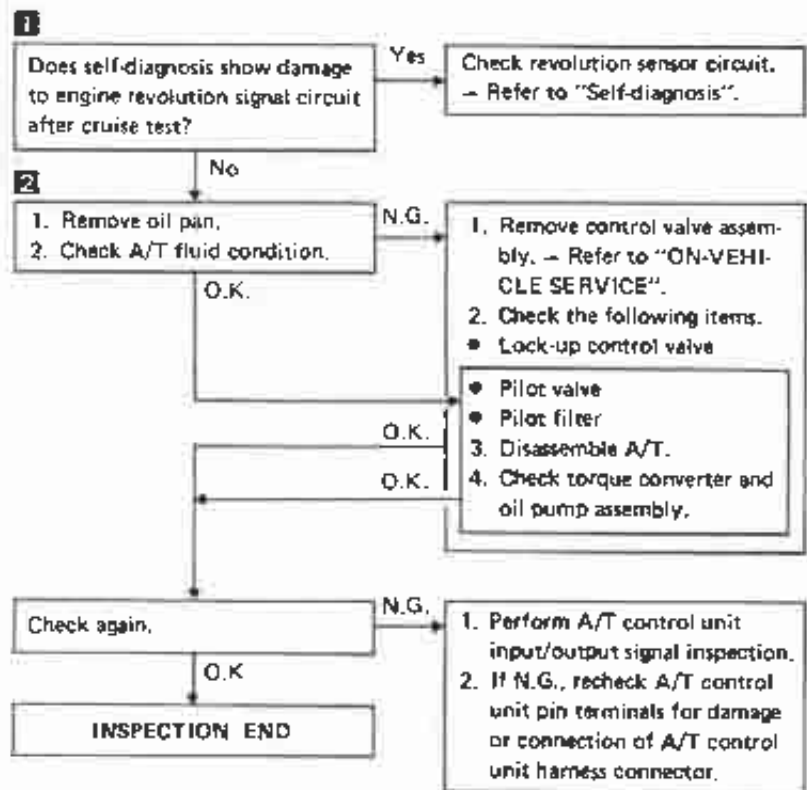 1
Does self-diagnosis show damage
to engine revolution signal circuit
after cruise test?
Yes
Check revolution sensor circuit.
– Refer to "Self-diagnosis".
No
2
1. Remove oil pan.
2. Check A/T fluid condition.
N.G.
1. Remove control valve assem-
bly. – Refer to "ON-VEHI-
CLE SERVICE".
2. Check the following items.
• Lock-up control valve
O.K.
• Pilot valve
• Pilot filter
3. Disassemble A/T.
4. Check torque converter and
oil pump assembly.
O.K.
O.K.
Check again.
N.G.
1. Perform A/T control unit
input/output signal inspection.
2. If N.G., recheck A/T control
unit pin terminals for damage
or connection of A/T control
unit harness connector.
O.K
INSPECTION END